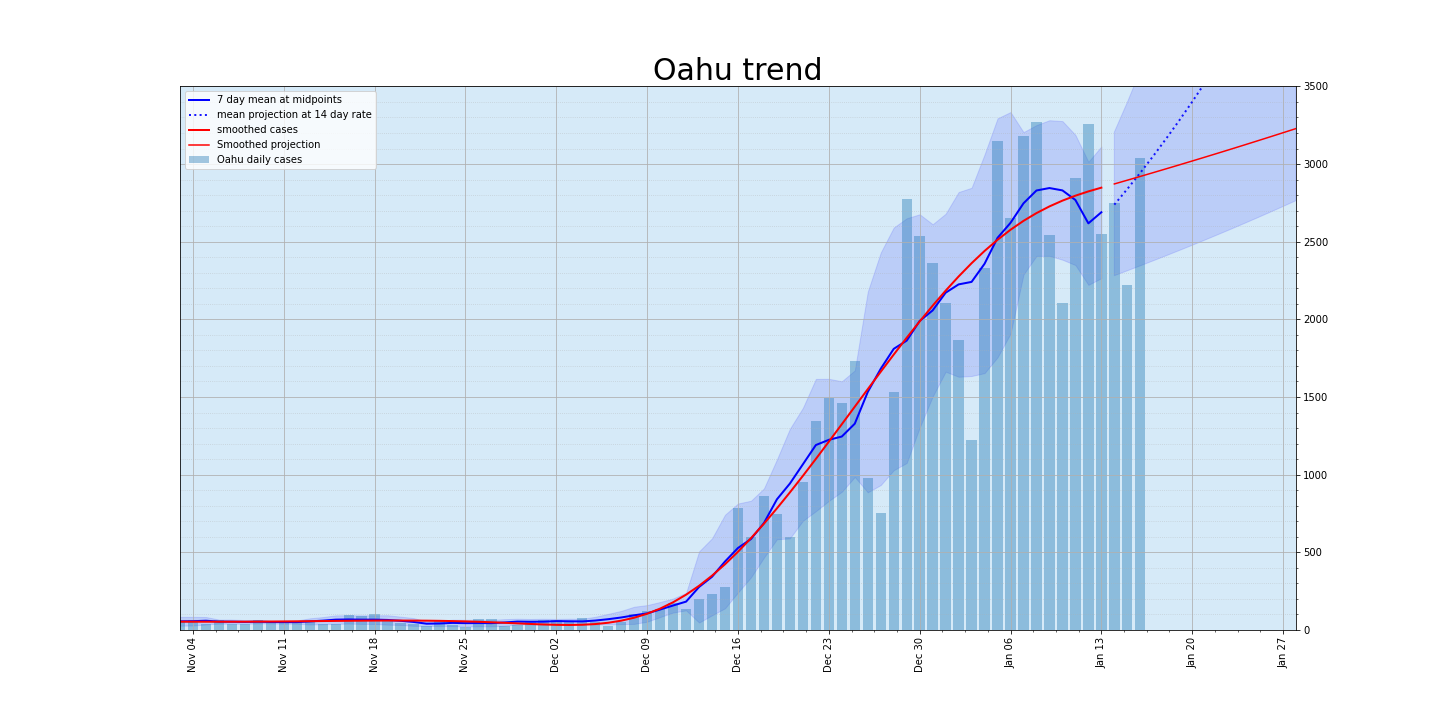 Oahu trend
7 day mean at midpoints
mean projection at 14 day rate
smoothed cases
Smoothed projection
Oahu daily cases
3500
3000
2500
2000
1500
1000
500
0
Nov 04
Nov 11
Nov 18
Nov 25
Dec 02
Dec 09
Dec 16
Dec 23
Dec 30
Jan 06
Jan 13
Jan 20
Jan 27